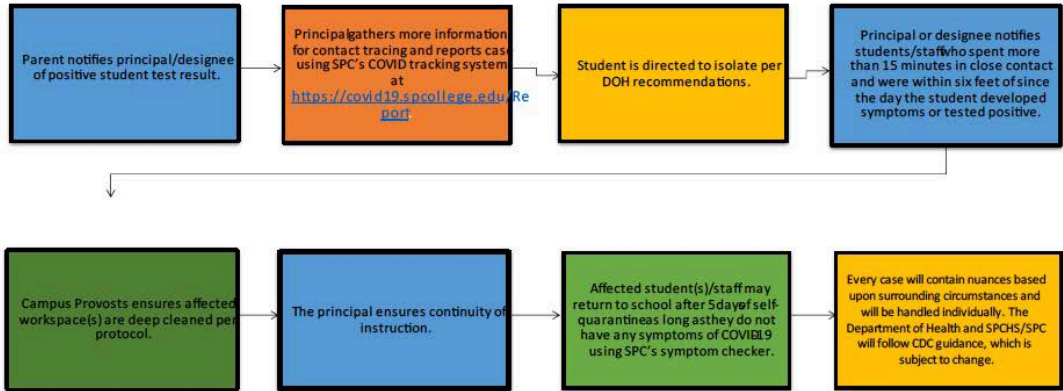 Parent notifies principal/designee
of positive student test result.
Principalgathers more information
for contact tracing and reports case
using SPC's COVID tracking system
at
https://covid19.spcollege.edu/Re
port.
Student is directed to isolate per
DOH recommendations.
Principal or designee notifies
students/staffwho spent more
than 15 minutes in close contact
and were within six feet of since
the day the student developed
symptoms or tested positive.
Campus Provosts ensures affected
workspace(s) are deep cleaned per
protocol.
The principal ensures continuity of
instruction.
Affected student(s)/staff may
return to school after 5dayof self-
quarantineas long asthey do not
have any symptoms of COVID-19
using SPC's symptom checker.
Every case will contain nuances based
upon surrounding circumstances and
will be handled individually. The
Department of Health and SPCHS/SPC
will follow CDC guidance, which is
subject to change.